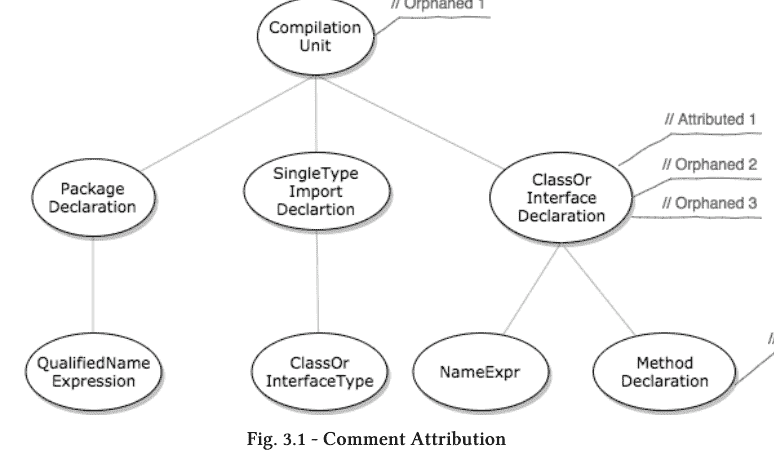 // Orphaned 1
Compilation
Unit
// Attributed 1
// Orphaned 2
// Orphaned 3
Package
Declaration
SingleType
Import
Declartion
ClassOr
Interface
Declaration
QualifiedName
Expression
ClassOr
InterfaceType
NameExpr
Method
Declaration
//
Fig. 3.1 - Comment Attribution